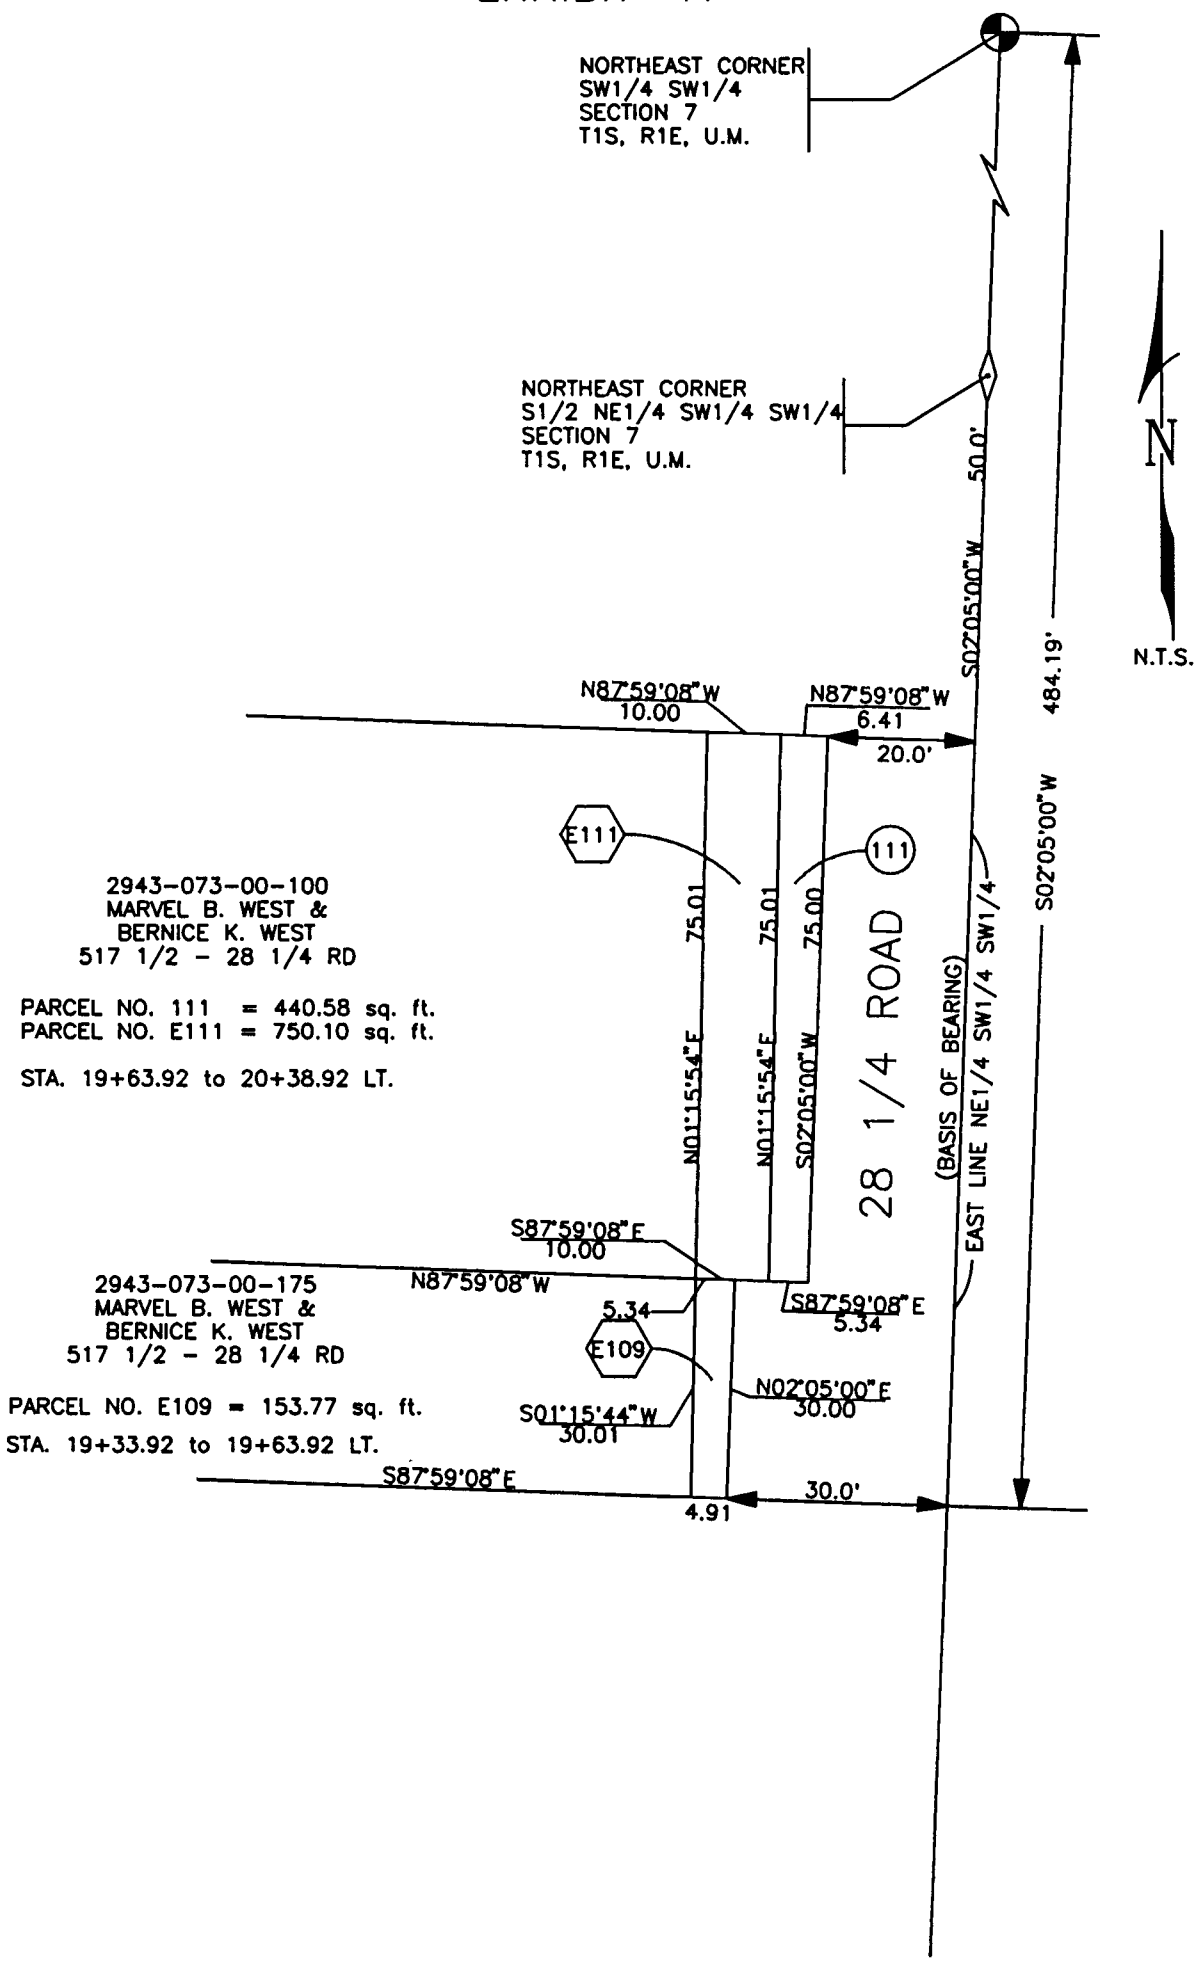 NORTHEAST CORNER
SW1/4 SW1/4
SECTION 7
T1S, R1E, U.M.
NORTHEAST CORNER
S1/2 NE1/4 SW1/4 SW1/4
SECTION 7
T1S, R1E, U.M.
50.0'
S02°05'00"W
484.19'
S02°05'00"W
N
N.T.S.
N87°59'08"W
10.00
N87°59'08"W
6.41
20.0'
E111
111
2943-073-00-100
MARVEL B. WEST &
BERNICE K. WEST
517 1/2 - 28 1/4 RD
PARCEL NO. 111 = 440.58 sq. ft.
PARCEL NO. E111 = 750.10 sq. ft.
STA. 19+63.92 to 20+38.92 LT.
N01°15'54"E 75.01
N01°15'54"E 75.01
S02°05'00"W 75.00
28 1/4 ROAD
(BASIS OF BEARING)
EAST LINE NE1/4 SW1/4 SW1/4
S87°59'08"E
10.00
N87°59'08"W
2943-073-00-175
MARVEL B. WEST &
BERNICE K. WEST
517 1/2 - 28 1/4 RD
5.34
S87°59'08"E
5.34
E109
N02°05'00"E
30.00
PARCEL NO. E109 = 153.77 sq. ft.
S01°15'44"W
30.01
STA. 19+33.92 to 19+63.92 LT.
S87°59'08"E
30.0'
4.91